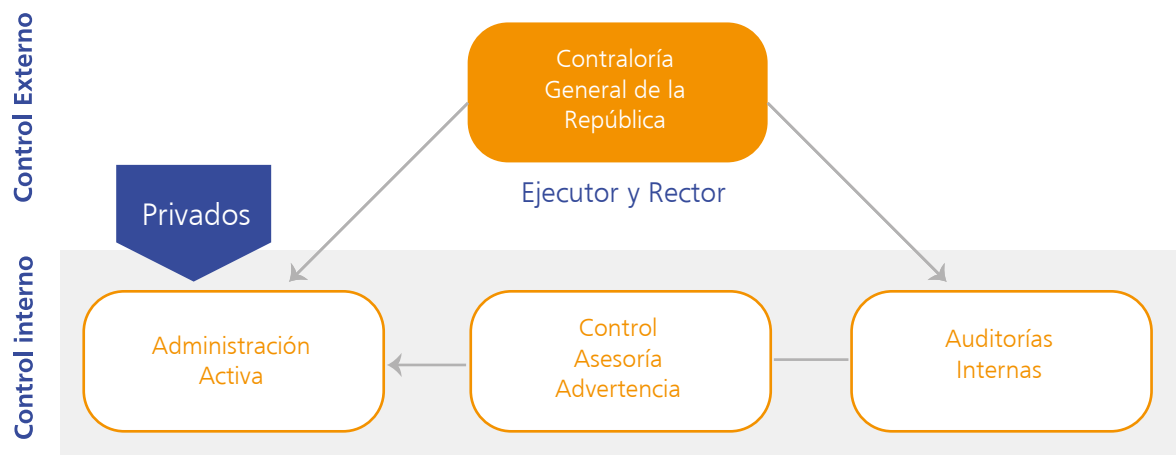 Control Externo
Contraloría
General de la
República
Ejecutor y Rector
Privados
Control interno
Administración
Activa
Control
Asesoría
Advertencia
Auditorías
Internas